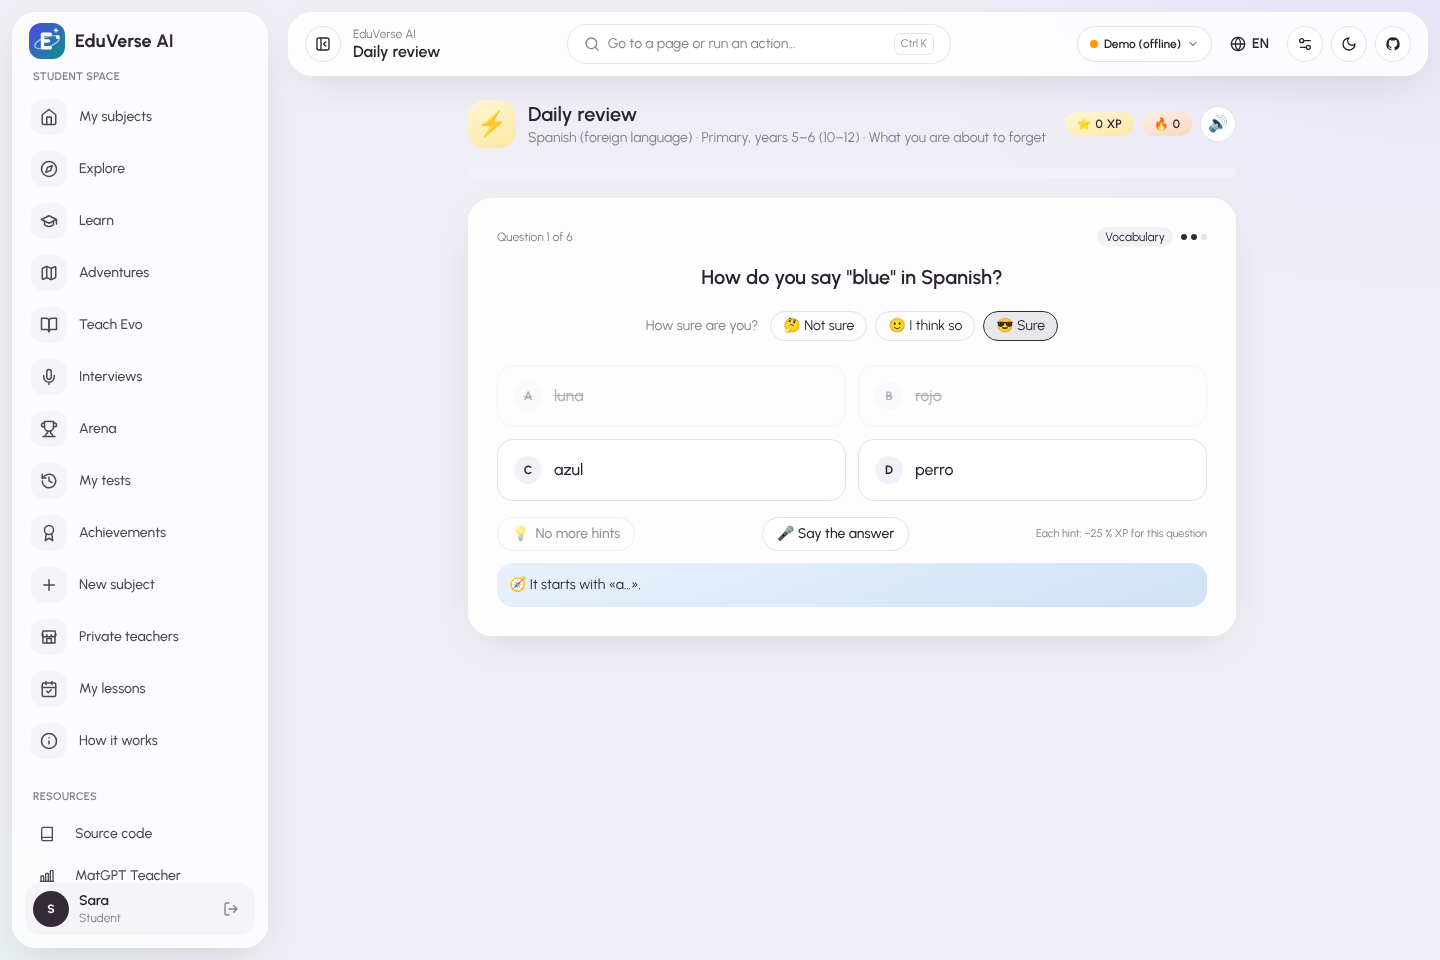 EduVerse AI
STUDENT SPACE
My subjects
Explore
Learn
Adventures
Teach Evo
Interviews
Arena
My tests
Achievements
New subject
Private teachers
My lessons
How it works
RESOURCES
Source code
MatGPT Teacher
S
Sara
Student
EduVerse AI
Daily review
Go to a page or run an action...
Ctrl K
Demo (offline)
EN
Daily review
Spanish (foreign language) · Primary, years 5–6 (10–12) · What you are about to forget
⭐ 0 XP
🔥 0
Question 1 of 6
Vocabulary
How do you say "blue" in Spanish?
How sure are you?
🤔 Not sure
🙂 I think so
😎 Sure
A luna
B rojo
C azul
D perro
💡 No more hints
🎤 Say the answer
Each hint: −25 % XP for this question
🧭 It starts with «a…».